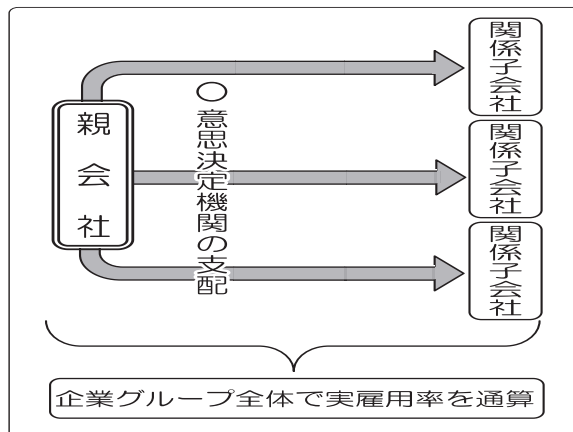 親会社
○意思決定機関の支配
関係子会社
関係子会社
関係子会社
企業グループ全体で実雇用率を通算